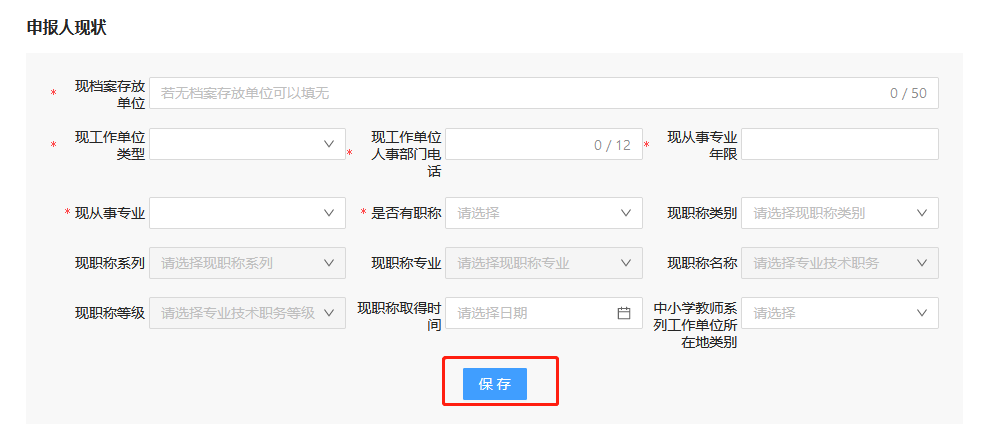 申报人现状
* 现档案存放单位 若无档案存放单位可以填无 0 / 50
* 现工作单位类型
* 现工作单位人事部门电话 0 / 12
* 现从事专业年限
* 现从事专业
* 是否有职称 请选择
现职称类别 请选择现职称类别
现职称系列 请选择现职称系列
现职称专业 请选择现职称专业
现职称名称 请选择专业技术职务
现职称等级 请选择专业技术职务等级
现职称取得时间 请选择日期
中小学教师系列工作单位所在地类别 请选择
保存